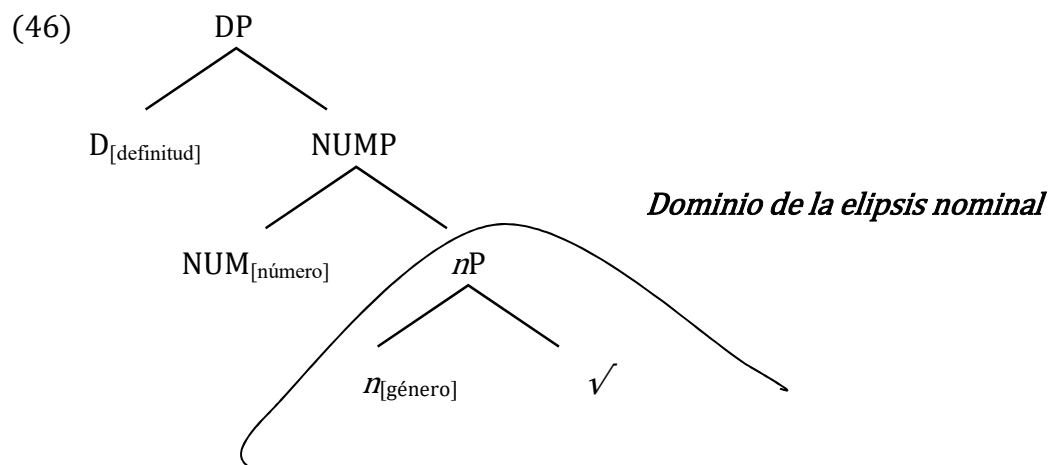 (46) DP
D[definitud] NUMP
Dominio de la elipsis nominal
NUM[número] nP
n[género] √